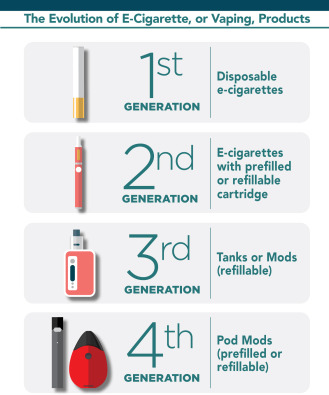 The Evolution of E-Cigarette, or Vaping, Products
1st
GENERATION
Disposable
e-cigarettes
2nd
GENERATION
E-cigarettes
with prefilled
or refillable
cartridge
3rd
GENERATION
Tanks or Mods
(refillable)
4th
GENERATION
Pod Mods
(prefilled or
refillable)